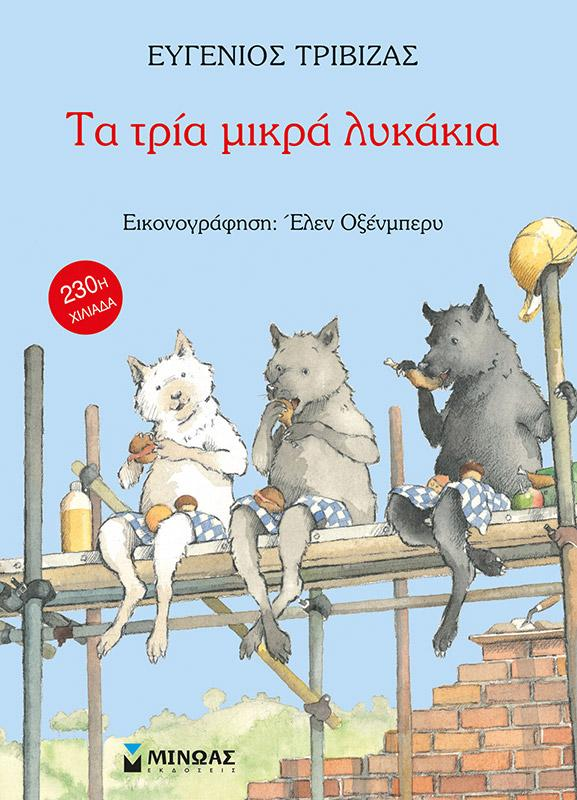 ΕΥΓΕΝΙΟΣ ΤΡΙΒΙΖΑΣ
Τα τρία μικρά λυκάκια
Εικονογράφηση: Έλεν Οξένμπερυ
230Η
ΧΙΛΙΑΔΑ
ΜΙΝΩΑΣ
ΕΚΔΟΣΕΙΣ